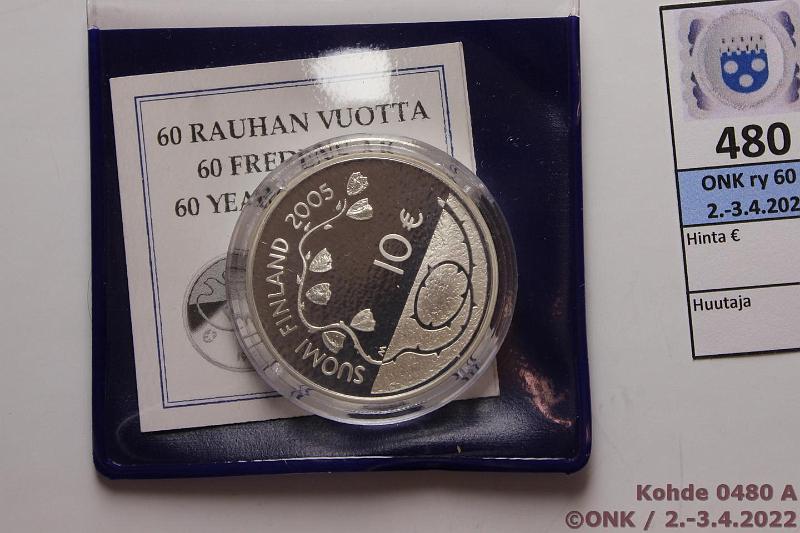 60 RAUHAN VUOTTA
60
60 YEA
SUOMI FINLAND 2005
10 €
480
ONK ry 60
2.-3.4.202
Hinta €
Huutaja
Kohde 0480 A
©ONK / 2.-3.4.2022